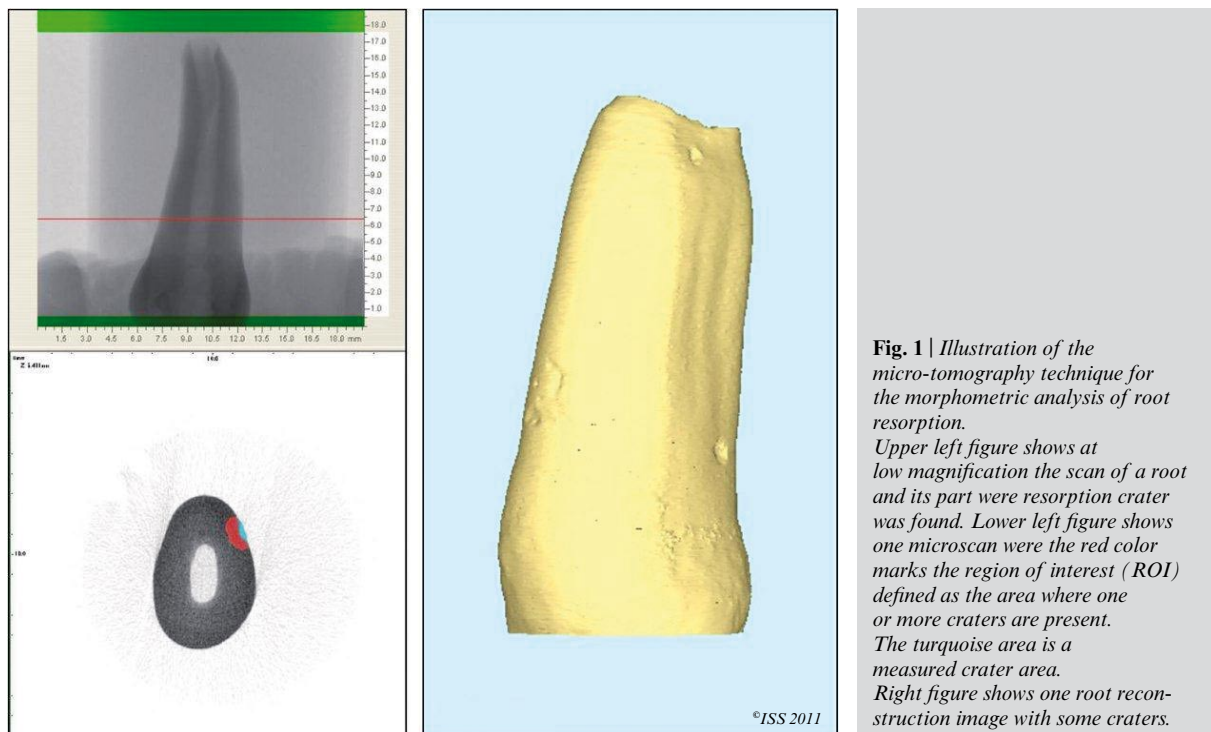 18.0
17.0
16.0
15.0
14.0
13.0
12.0
11.0
10.0
9.0
8.0
7.0
6.0
5.0
4.0
3.0
2.0
1.0
1.5 3.0 4.5 6.0 7.5 9.0 10.5 12.0 13.5 15.0 16.5 18.0 mm
©ISS 2011
Fig. 1 | Illustration of the
micro-tomography technique for
the morphometric analysis of root
resorption.
Upper left figure shows at
low magnification the scan of a root
and its part were resorption crater
was found. Lower left figure shows
one microscan were the red color
marks the region of interest (ROI)
defined as the area where one
or more craters are present.
The turquoise area is a
measured crater area.
Right figure shows one root recon-
struction image with some craters.